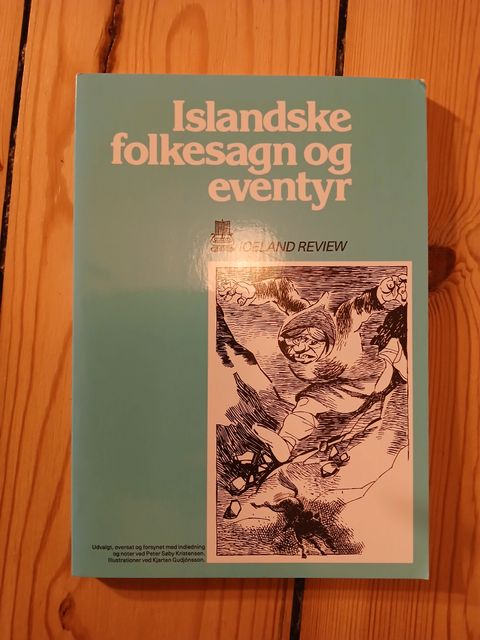 Islandske
folkesagn og
eventyr
ICELAND REVIEW
Udvalgt, oversat og forsynet med indledning
og noter ved Peter Søby Kristensen.
Illustrationer ved Kjartan Gudjónsson.